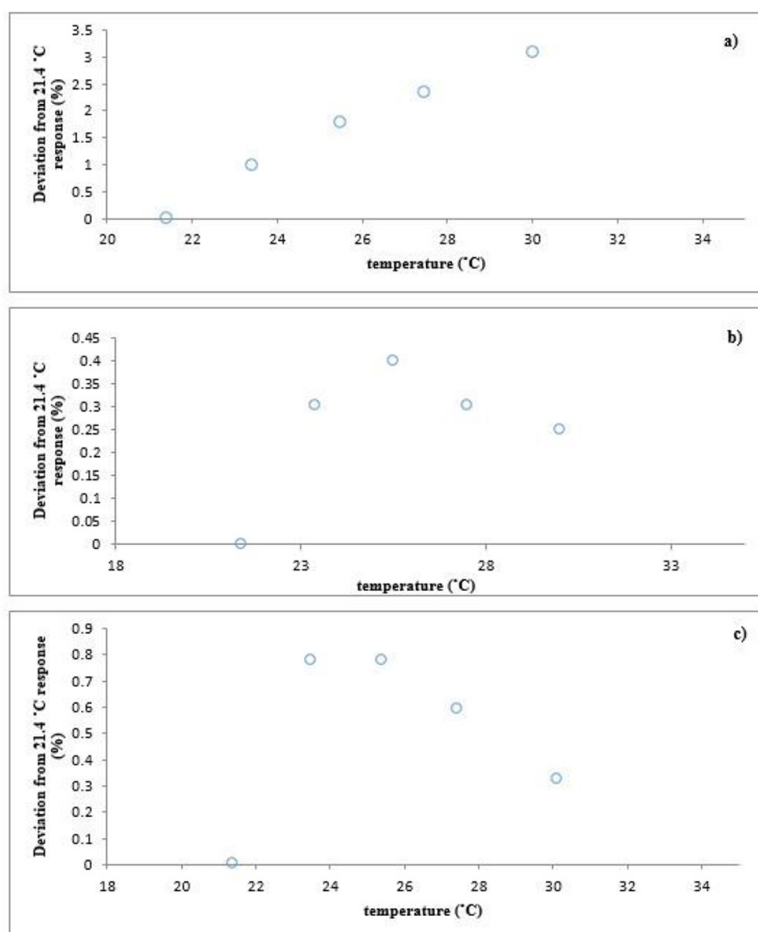 a)
3.5
3
2.5
2
1.5
1
0.5
0
20 22 24 26 28 30 32 34
Deviation from 21.4 ˚C
response (%)
temperature (˚C)
b)
0.45
0.4
0.35
0.3
0.25
0.2
0.15
0.1
0.05
0
18 23 28 33
Deviation from 21.4 ˚C
response (%)
temperature (˚C)
c)
0.9
0.8
0.7
0.6
0.5
0.4
0.3
0.2
0.1
0
18 20 22 24 26 28 30 32 34
Deviation from 21.4 ˚C response
(%)
temperature (˚C)